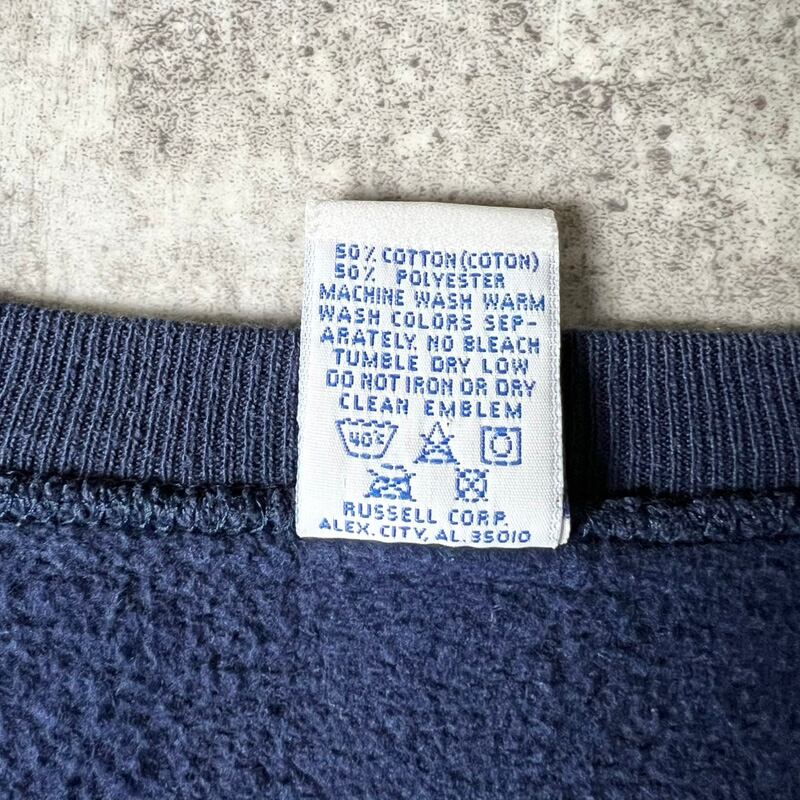 50% COTTON (COTON)
50% POLYESTER
MACHINE WASH WARM
WASH COLORS SEP-
ARATELY. NO BLEACH
TUMBLE DRY LOW
DO NOT IRON OR DRY
CLEAN EMBLEM
40°C
RUSSELL CORP.
ALEX. CITY, AL. 35010